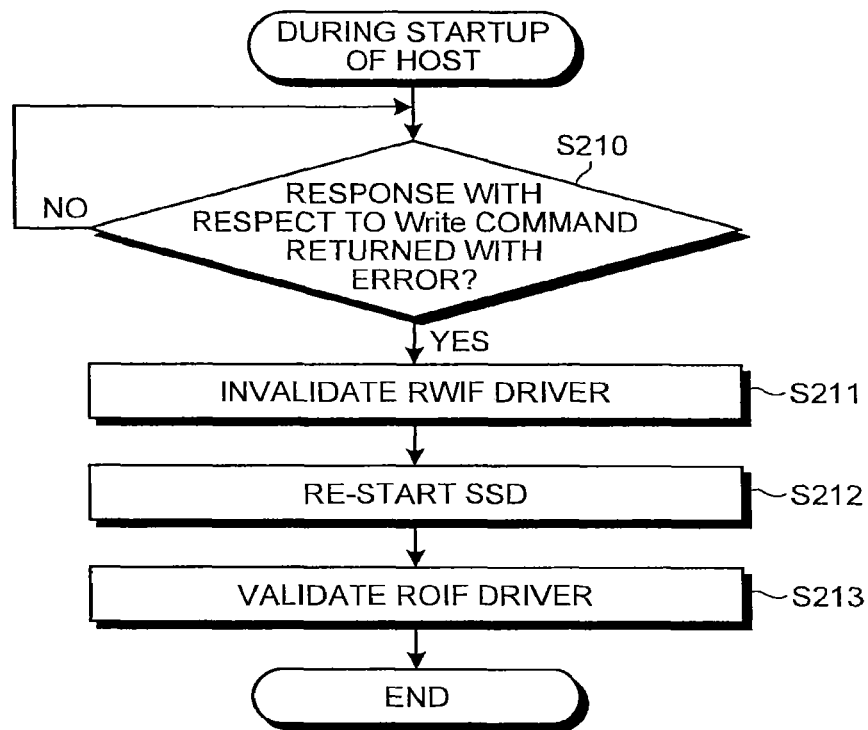 DURING STARTUP
OF HOST
S210
RESPONSE WITH
NO
RESPECT TO Write COMMAND
RETURNED WITH
ERROR?
YES
INVALIDATE RWIF DRIVER
S211
RE-START SSD
S212
VALIDATE ROIF DRIVER
S213
END